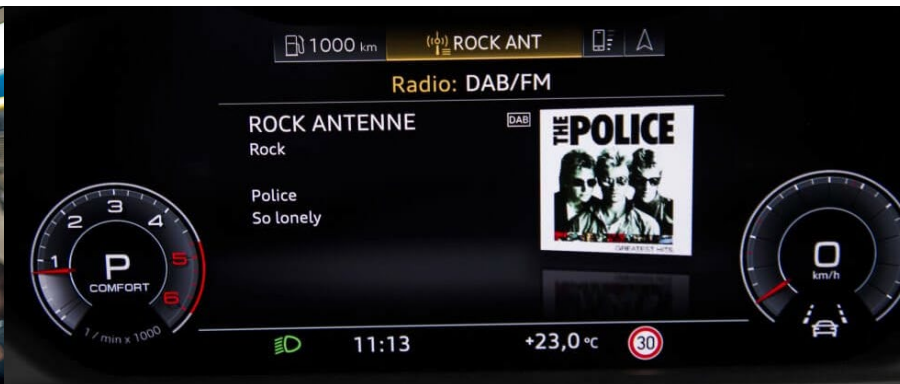 1000 km
ROCK ANT
Radio: DAB/FM
ROCK ANTENNE
DAB
Rock
Police
So lonely
THE POLICE
GREATEST HITS
1
2
3
4
5
6
P
COMFORT
1 / min x 1000
0
km/h
11:13
+23,0 °C
30